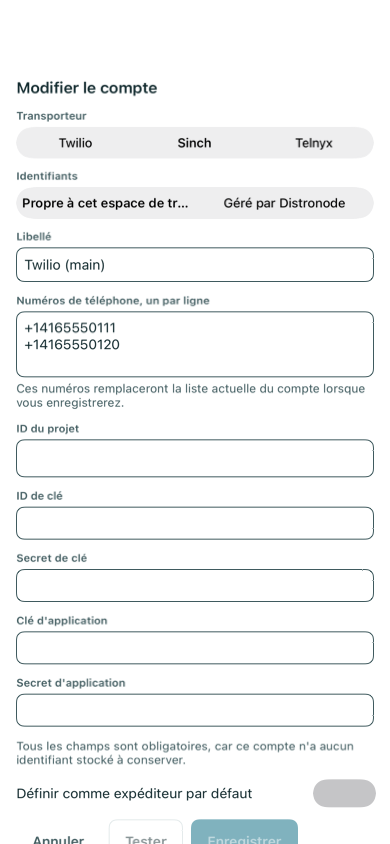 Modifier le compte
Transporteur
Twilio
Sinch
Telnyx
Identifiants
Propre à cet espace de tr...
Géré par Distronode
Libellé
Twilio (main)
Numéros de téléphone, un par ligne
+14165550111
+14165550120
Ces numéros remplaceront la liste actuelle du compte lorsque
vous enregistrerez.
ID du projet
ID de clé
Secret de clé
Clé d'application
Secret d'application
Tous les champs sont obligatoires, car ce compte n'a aucun
identifiant stocké à conserver.
Définir comme expéditeur par défaut
Annuler
Tester
Enregistrer